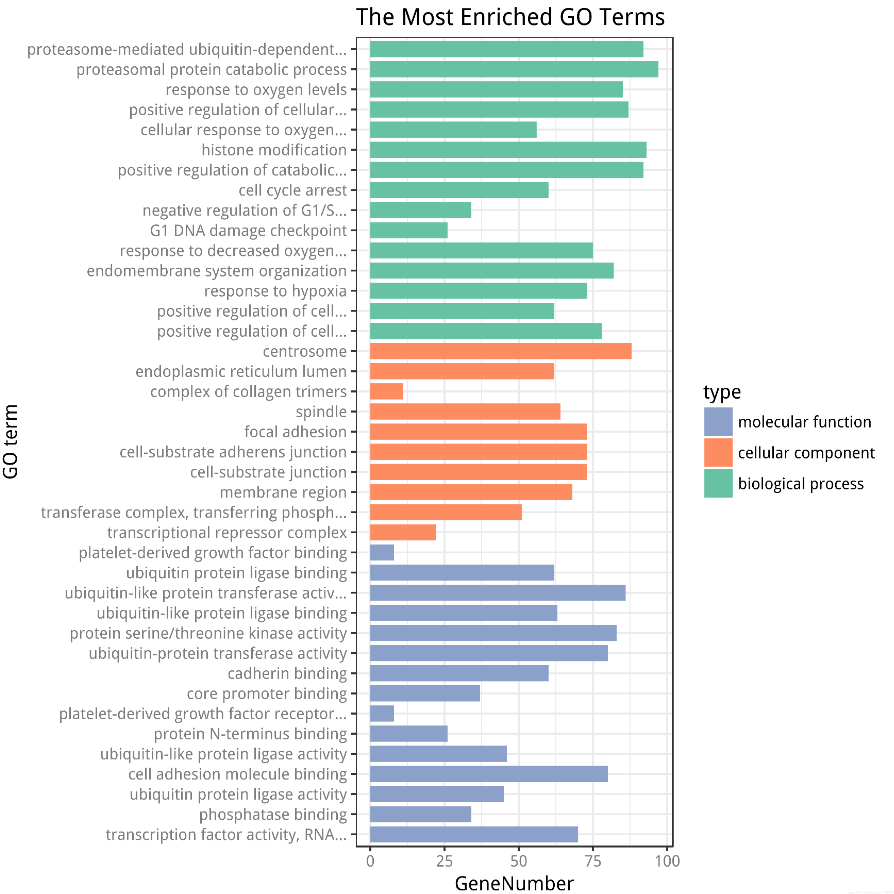 The Most Enriched GO Terms
proteasome-mediated ubiquitin-dependent...
proteasomal protein catabolic process
response to oxygen levels
positive regulation of cellular...
cellular response to oxygen...
histone modification
positive regulation of catabolic...
cell cycle arrest
negative regulation of G1/S...
G1 DNA damage checkpoint
response to decreased oxygen...
endomembrane system organization
response to hypoxia
positive regulation of cell...
positive regulation of cell...
centrosome
endoplasmic reticulum lumen
complex of collagen trimers
spindle
focal adhesion
cell-substrate adherens junction
cell-substrate junction
membrane region
transferase complex, transferring phosph...
transcriptional repressor complex
platelet-derived growth factor binding
ubiquitin protein ligase binding
ubiquitin-like protein transferase activ...
ubiquitin-like protein ligase binding
protein serine/threonine kinase activity
ubiquitin-protein transferase activity
cadherin binding
core promoter binding
platelet-derived growth factor receptor...
protein N-terminus binding
ubiquitin-like protein ligase activity
cell adhesion molecule binding
ubiquitin protein ligase activity
phosphatase binding
transcription factor activity, RNA...
0 25 50 75 100
GeneNumber
GO term
type
molecular function
cellular component
biological process